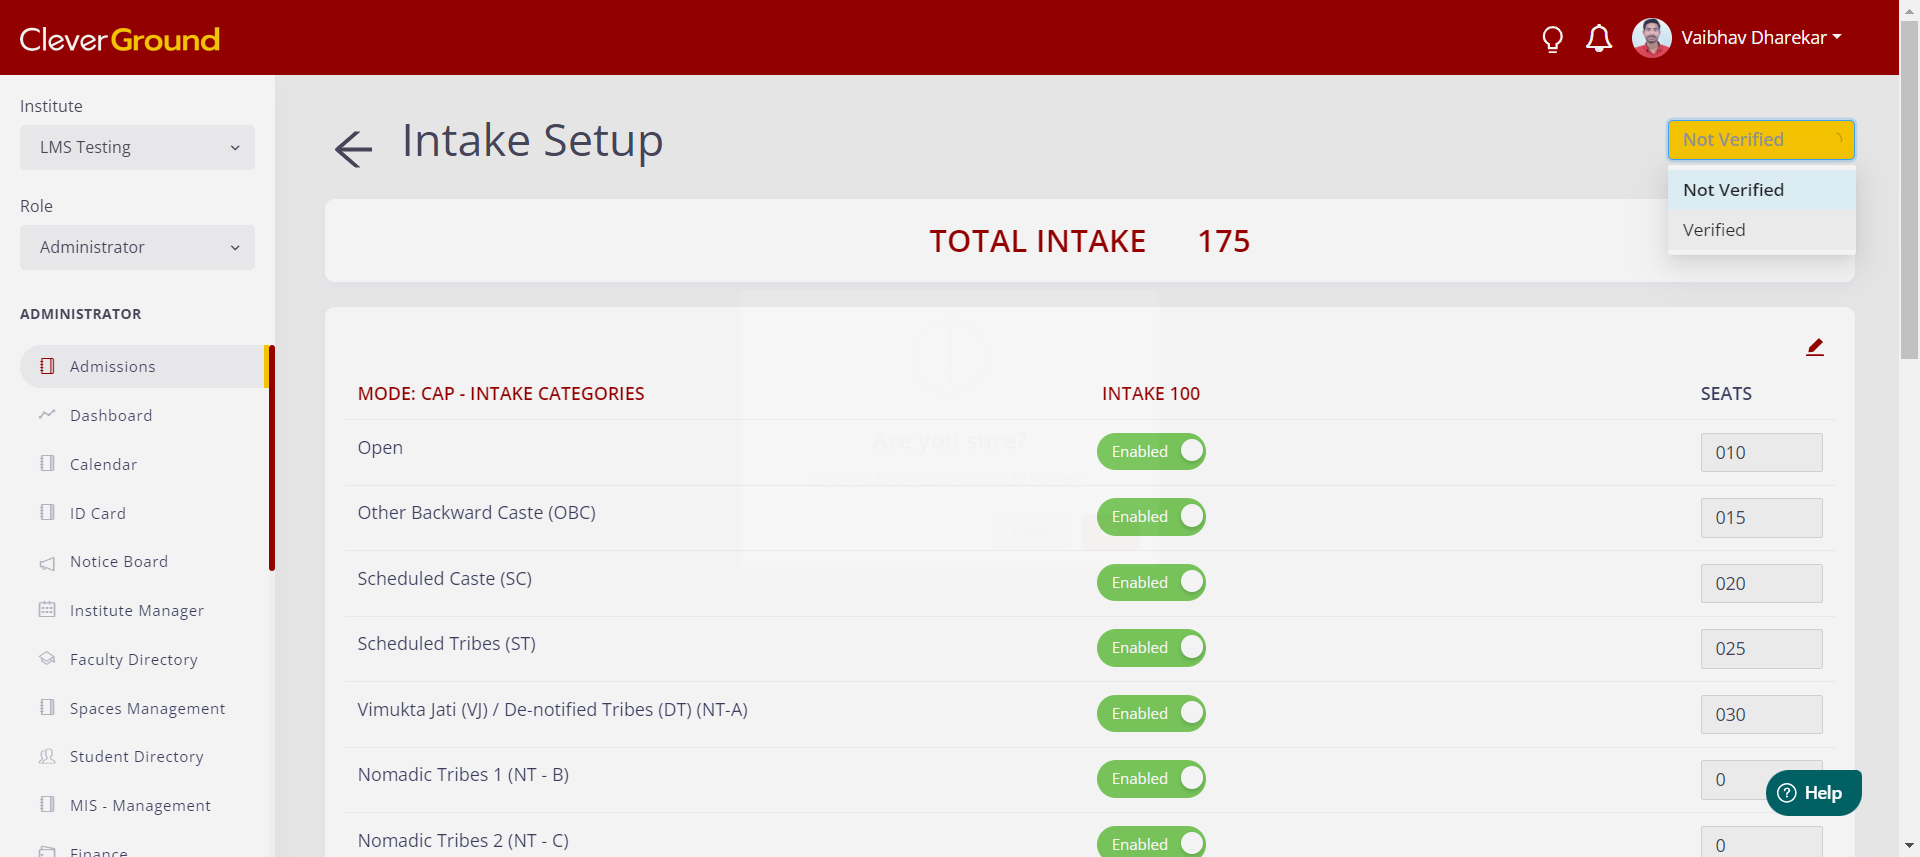 CleverGround
Vaibhav Dharekar
Institute
LMS Testing
Role
Administrator
ADMINISTRATOR
Admissions
Dashboard
Calendar
ID Card
Notice Board
Institute Manager
Faculty Directory
Spaces Management
Student Directory
MIS - Management
Finance
Intake Setup
Not Verified
Not Verified
Verified
TOTAL INTAKE 175
MODE: CAP - INTAKE CATEGORIES INTAKE 100 SEATS
Are you sure?
Open Enabled 010
Other Backward Caste (OBC) Enabled 015
Scheduled Caste (SC) Enabled 020
Scheduled Tribes (ST) Enabled 025
Vimukta Jati (VJ) / De-notified Tribes (DT) (NT-A) Enabled 030
Nomadic Tribes 1 (NT - B) Enabled 0
Nomadic Tribes 2 (NT - C) Enabled 0
Help